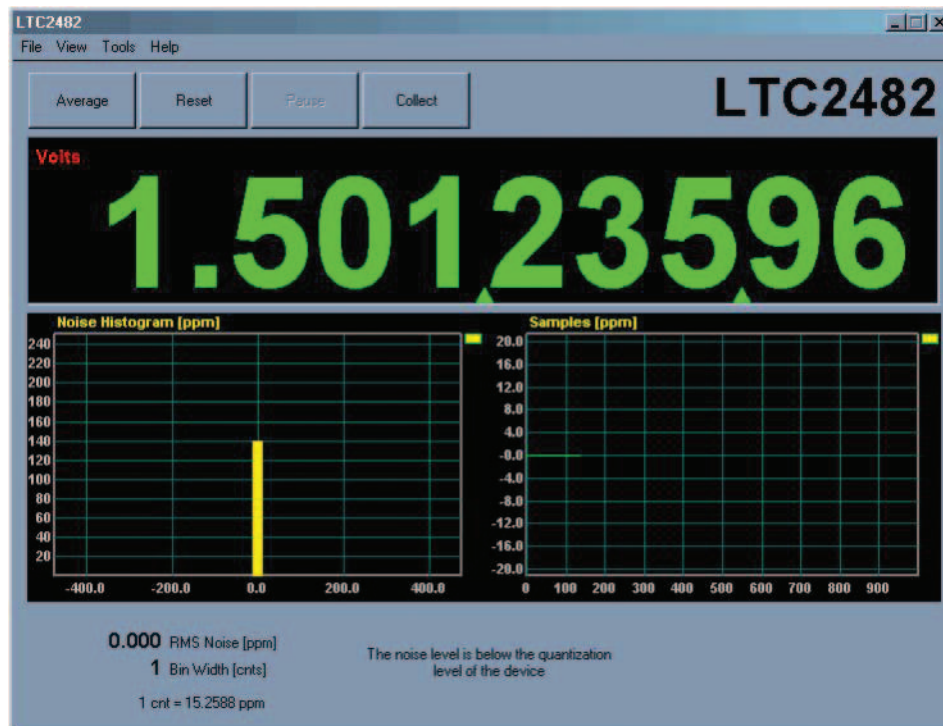 LTC2482
File View Tools Help
Average Reset Pause Collect
LTC2482
Volts
1.50123596
Noise Histogram [ppm]
240
220
200
180
160
140
120
100
80
60
40
20
-400.0 -200.0 0.0 200.0 400.0
Samples [ppm]
20.0
16.0
12.0
8.0
4.0
-0.0
-4.0
-8.0
-12.0
-16.0
-20.0
0 100 200 300 400 500 600 700 800 900
0.000 RMS Noise [ppm]
1 Bin Width [cnts]
1 cnt = 15.2588 ppm
The noise level is below the quantization
level of the device